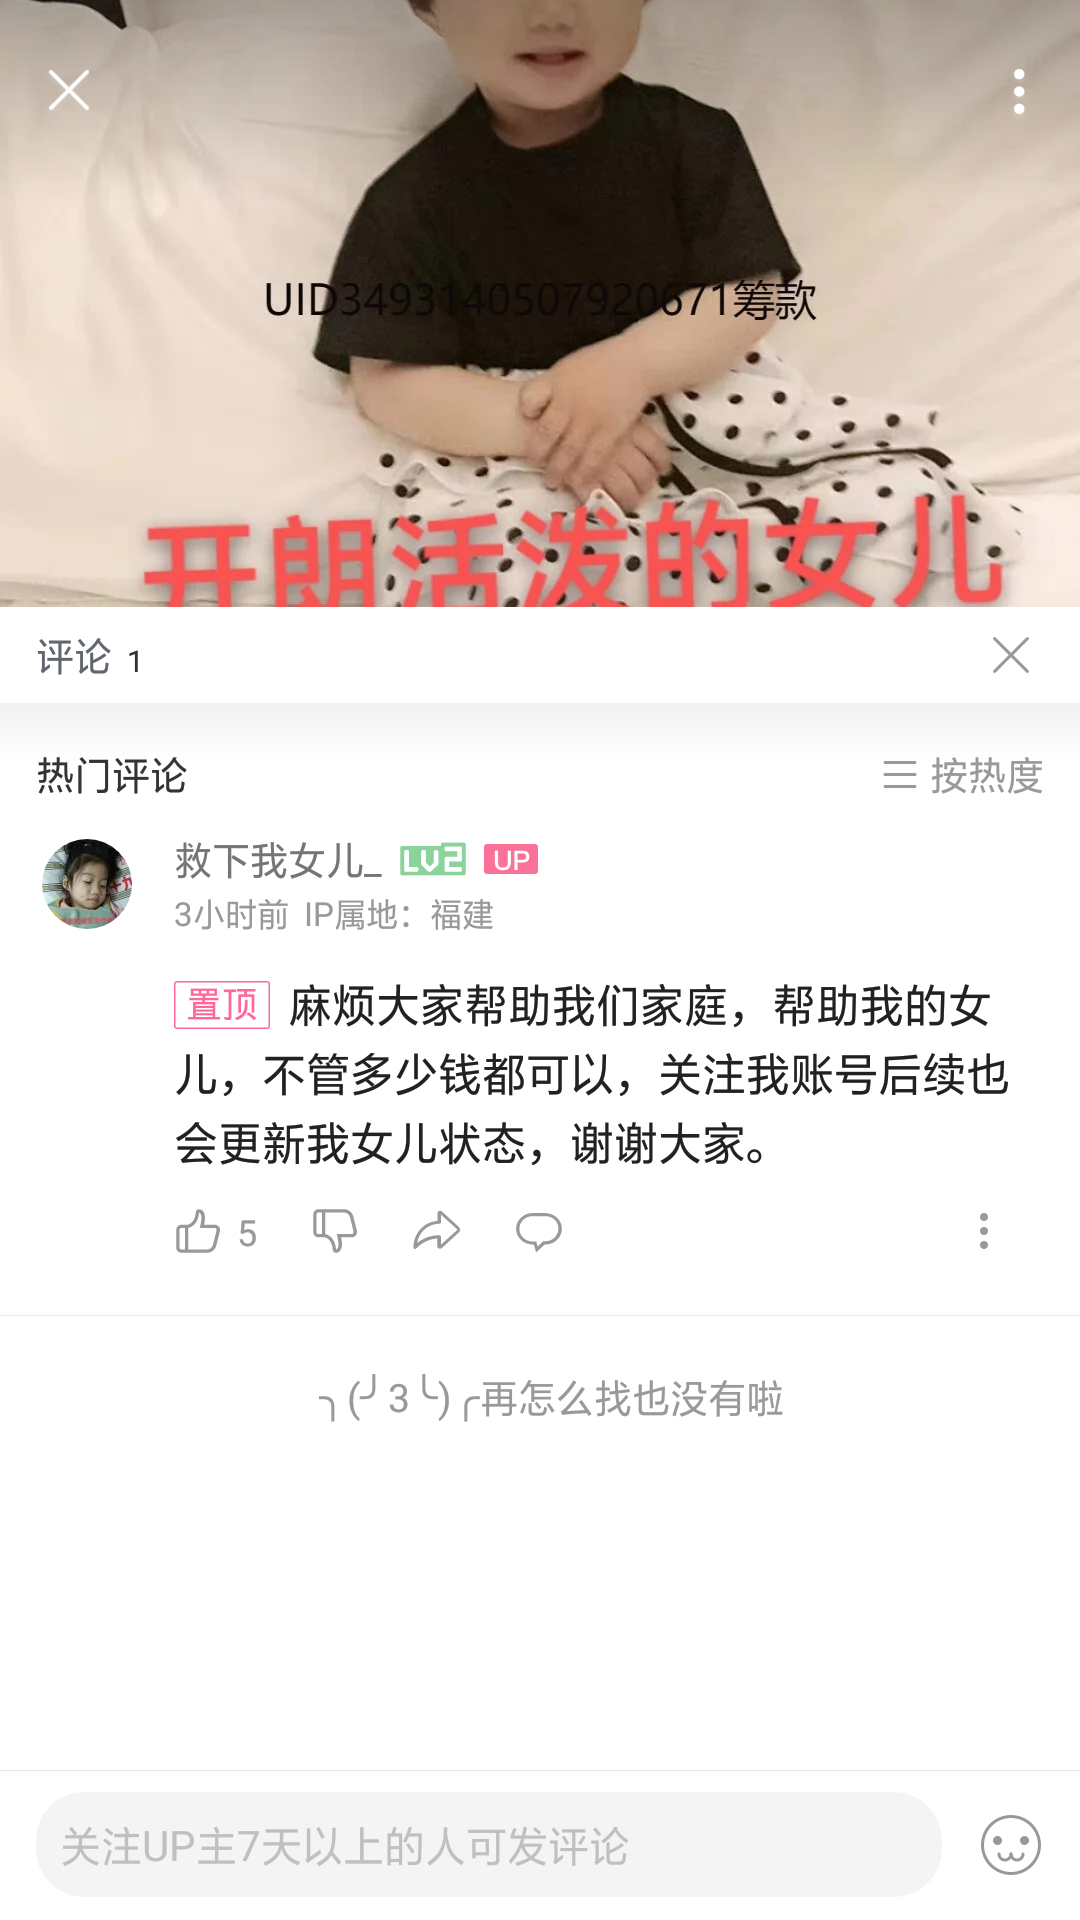 UID3493140507920671筹款
开朗活泼的女儿
评论 1
热门评论
按热度
救下我女儿_ LV2 UP
3小时前 IP属地：福建
置顶 麻烦大家帮助我们家庭，帮助我的女
儿，不管多少钱都可以，关注我账号后续也
会更新我女儿状态，谢谢大家。
5
╮(╯3╰)╭再怎么找也没有啦
关注UP主7天以上的人可发评论